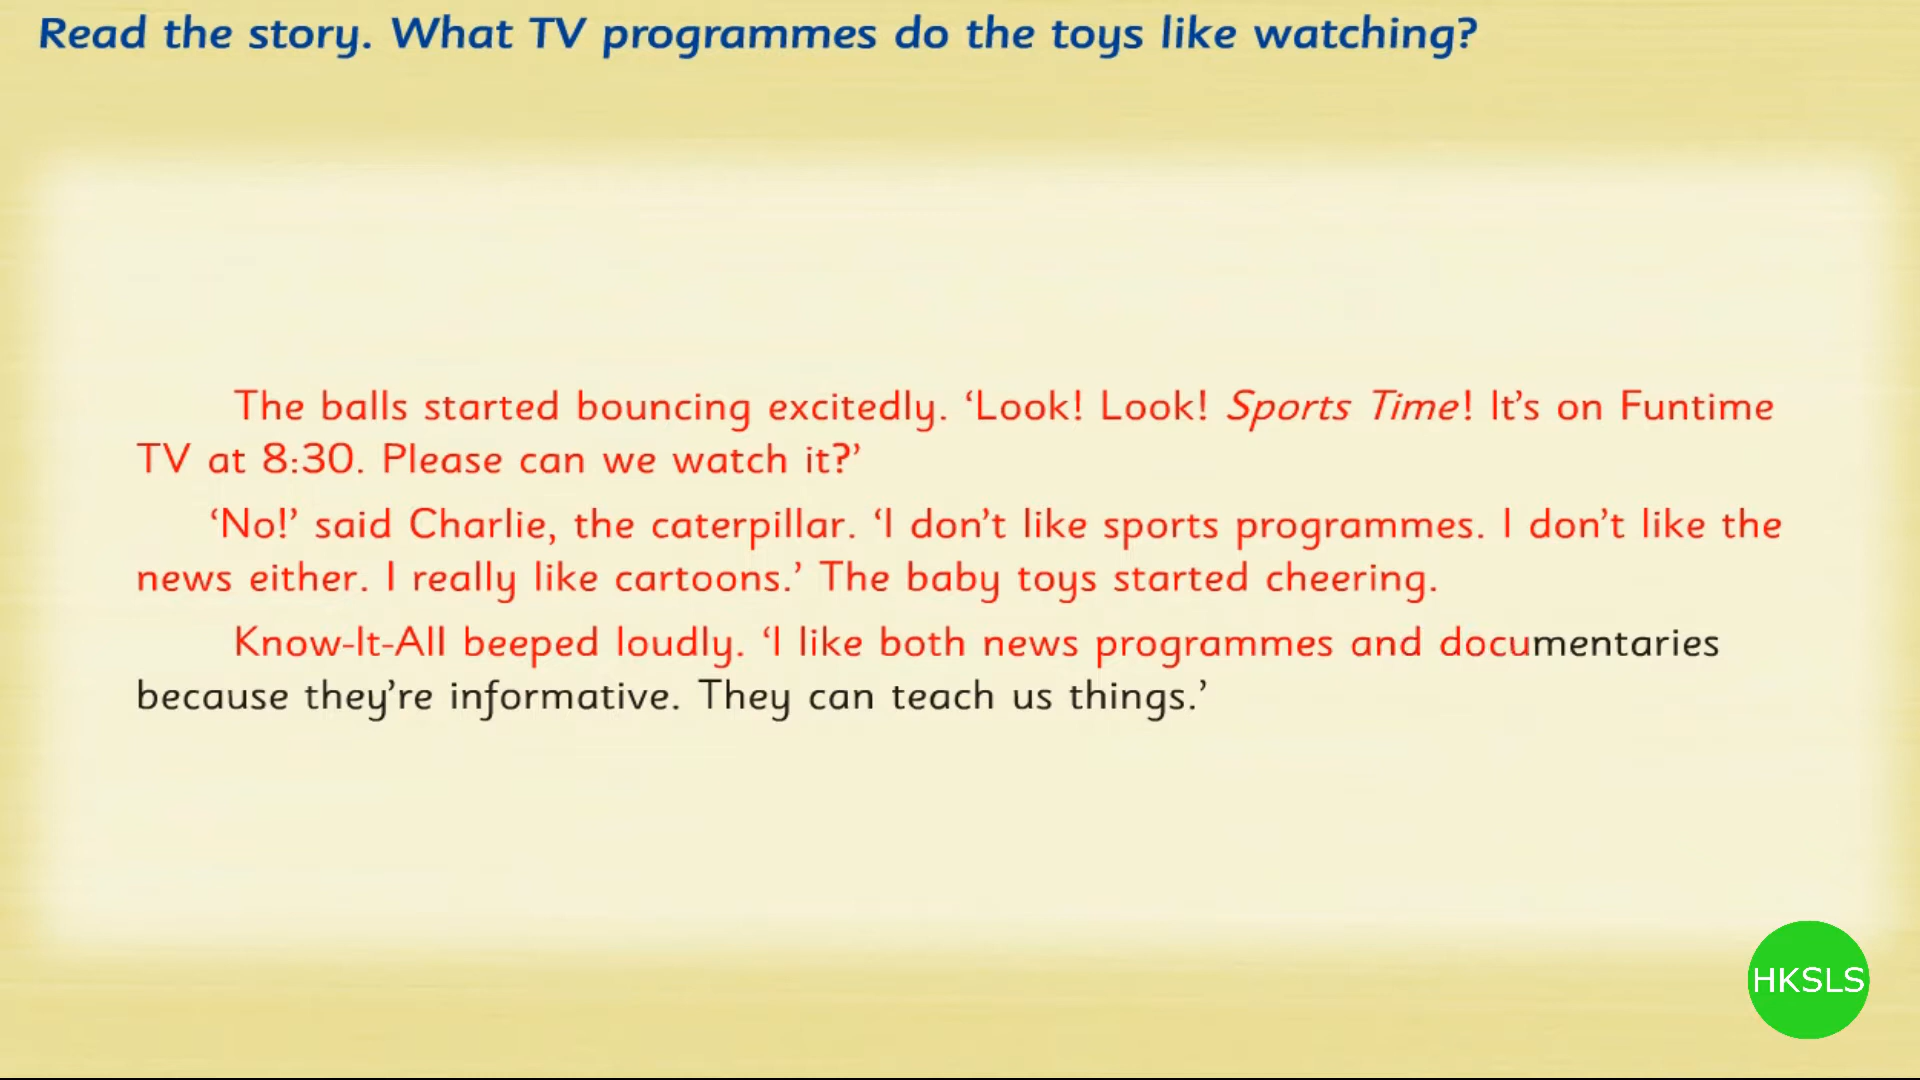 Read the story. What TV programmes do the toys like watching?
The balls started bouncing excitedly. ‘Look! Look! Sports Time! It’s on Funtime
TV at 8:30. Please can we watch it?’
‘No!’ said Charlie, the caterpillar. ‘I don’t like sports programmes. I don’t like the
news either. I really like cartoons.’ The baby toys started cheering.
Know-It-All beeped loudly. ‘I like both news programmes and documentaries
because they’re informative. They can teach us things.’
HKSLS